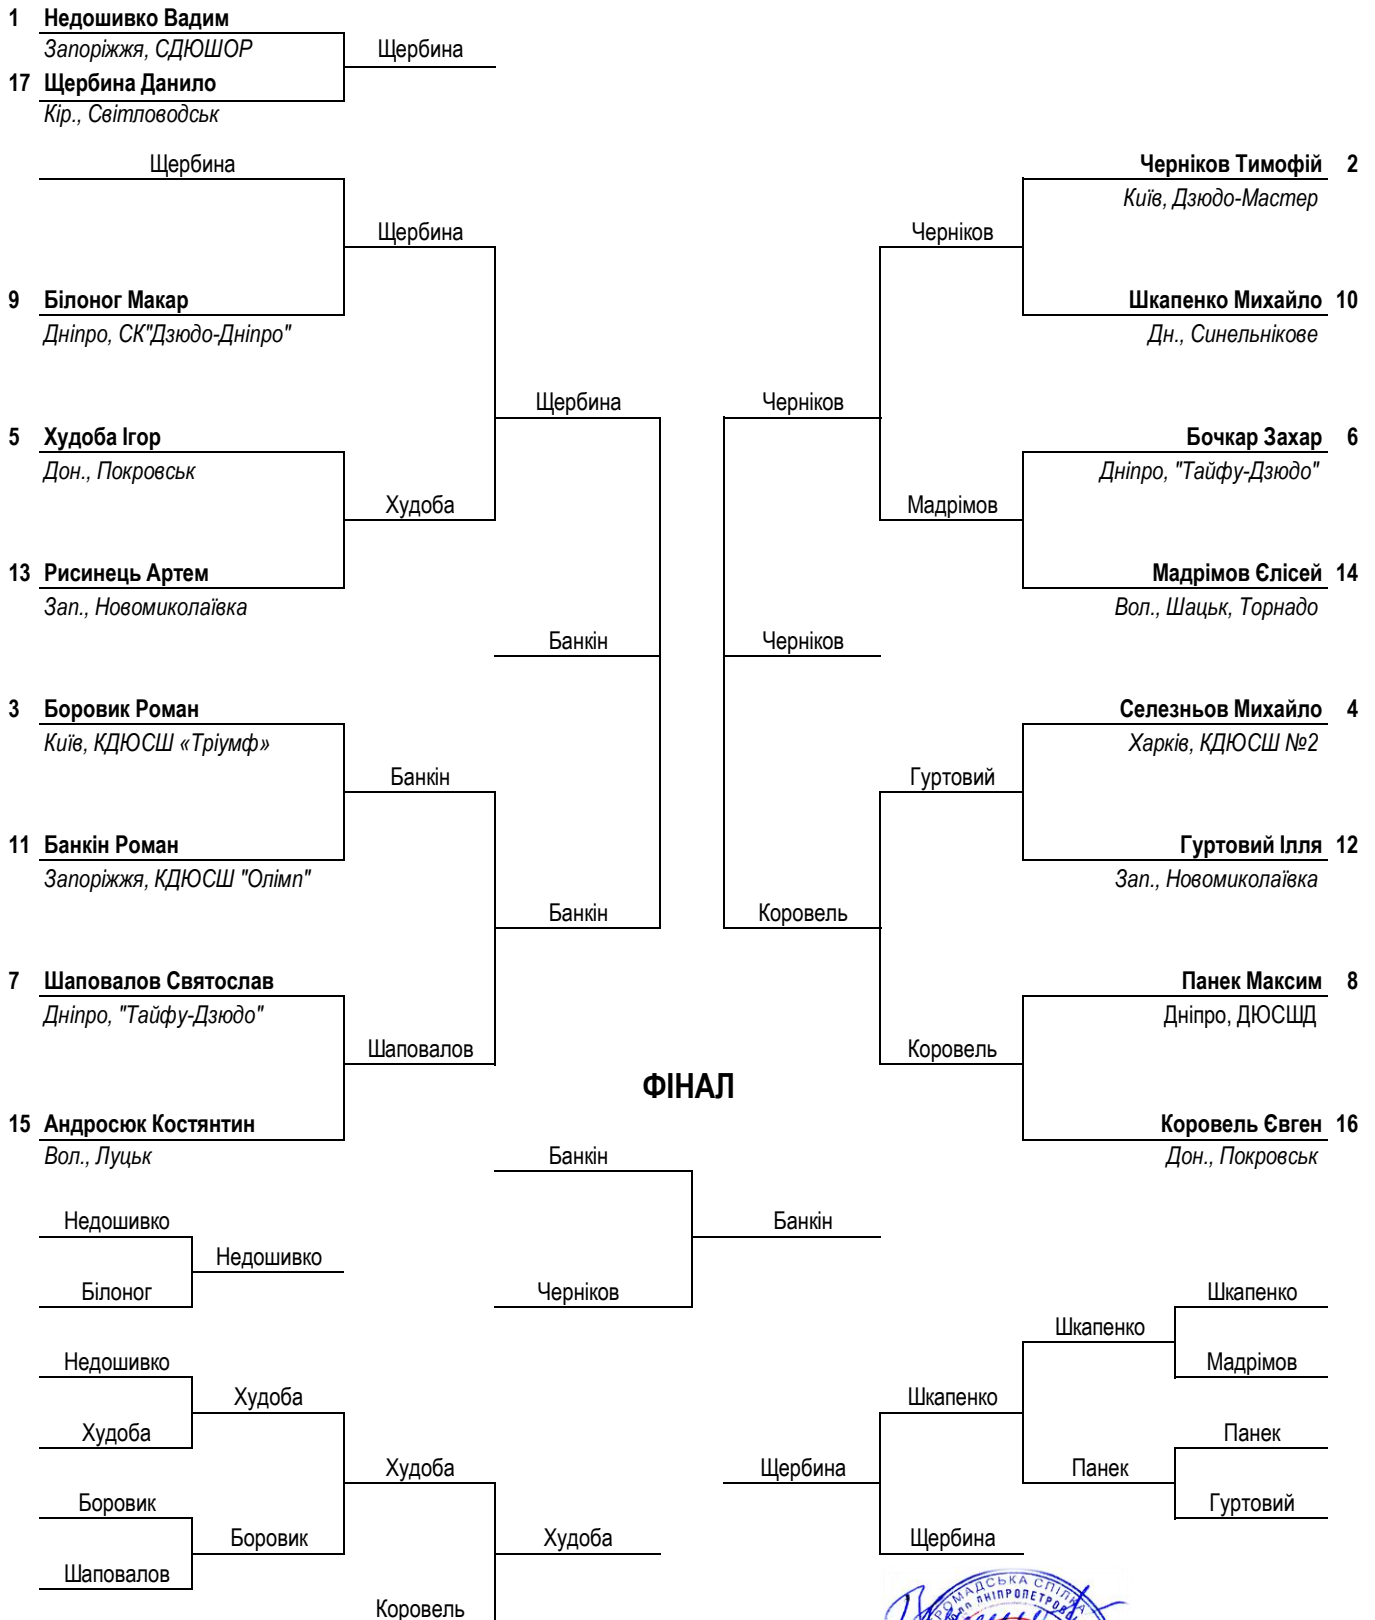 1 Недошивко Вадим
Запоріжжя, СДЮШОР
Щербина
17 Щербина Данило
Кір., Світловодськ
Щербина
Щербина
9 Білоног Макар
Дніпро, СК"Дзюдо-Дніпро"
Щербина
5 Худоба Ігор
Дон., Покровськ
Худоба
13 Рисинець Артем
Зап., Новомиколаївка
Банкін
3 Боровик Роман
Київ, КДЮСШ «Тріумф»
Банкін
11 Банкін Роман
Запоріжжя, КДЮСШ "Олімп"
Банкін
7 Шаповалов Святослав
Дніпро, "Тайфу-Дзюдо"
Шаповалов
15 Андросюк Костянтин
Вол., Луцьк
Черніков Тимофій 2
Київ, Дзюдо-Мастер
Черніков
Шкапенко Михайло 10
Дн., Синельнікове
Черніков
Бочкар Захар 6
Дніпро, "Тайфу-Дзюдо"
Мадрімов
Мадрімов Єлісей 14
Вол., Шацьк, Торнадо
Черніков
Селезньов Михайло 4
Харків, КДЮСШ №2
Гуртовий
Гуртовий Ілля 12
Зап., Новомиколаївка
Коровель
Панек Максим 8
Дніпро, ДЮСШД
Коровель
Коровель Євген 16
Дон., Покровськ
ФІНАЛ
Банкін
Банкін
Черніков
Недошивко
Недошивко
Білоног
Недошивко
Худоба
Худоба
Худоба
Боровик
Боровик
Шаповалов
Худоба
Коровель
Шкапенко
Шкапенко
Мадрімов
Шкапенко
Панек
Щербина
Панек
Гуртовий
Щербина
ГРОМАДСЬКА СПІЛКА